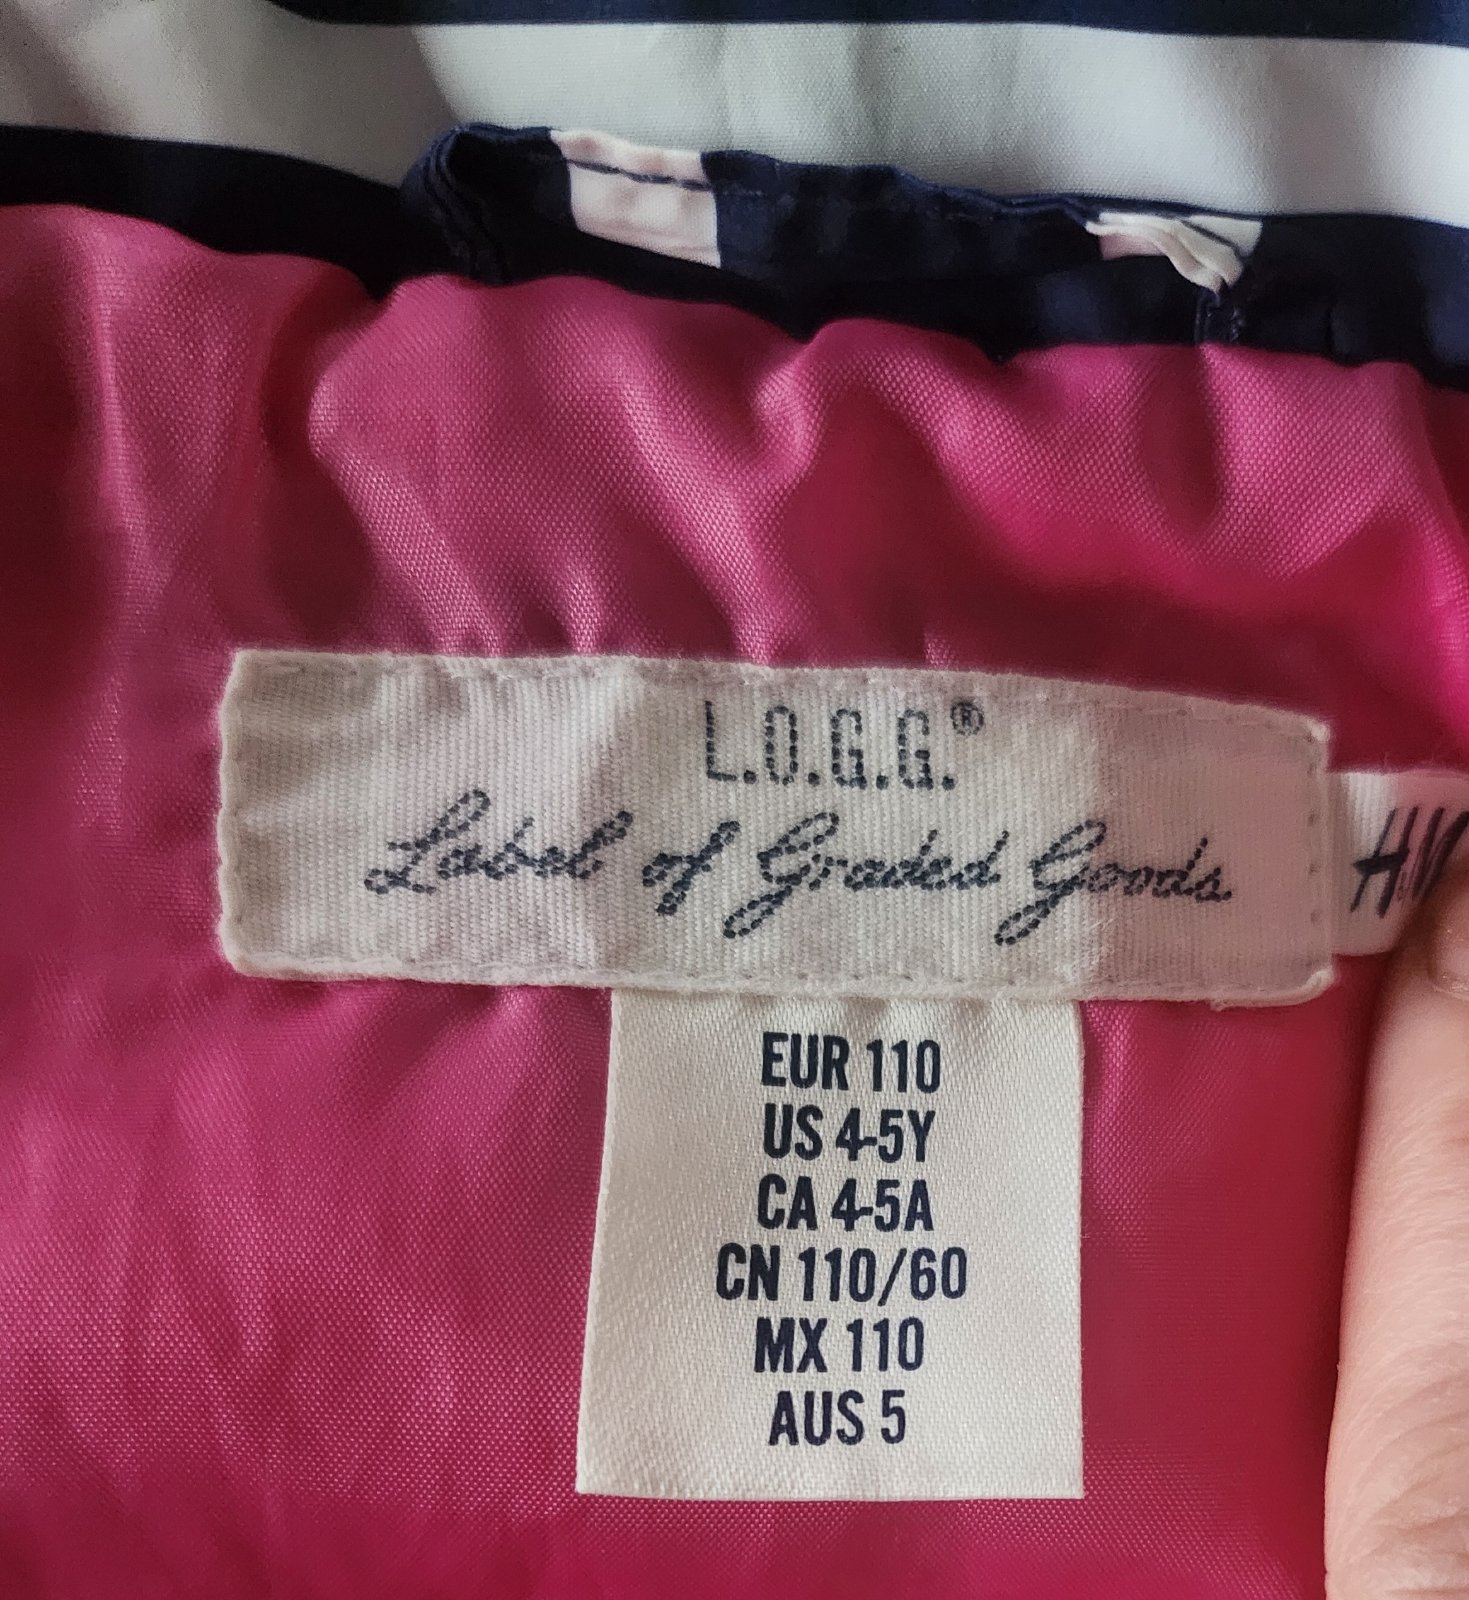 L.O.G.G.®
Label of Graded Goods
EUR 110
US 4-5Y
CA 4-5A
CN 110/60
MX 110
AUS 5